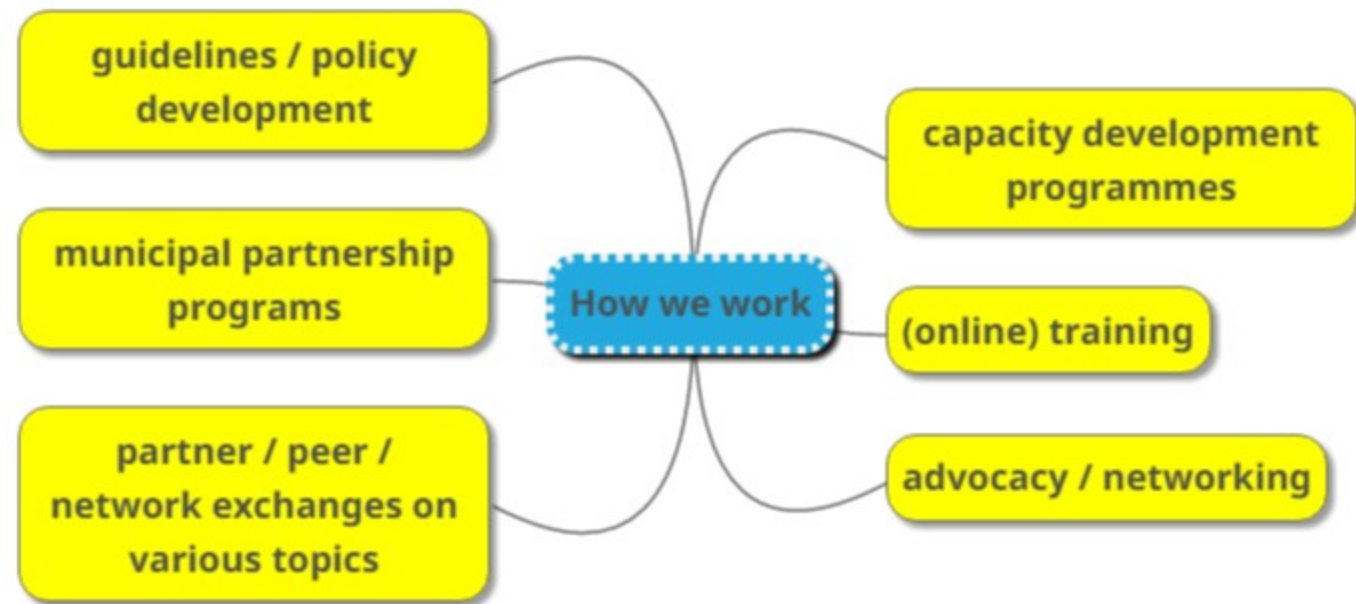 guidelines / policy
development
municipal partnership
programs
partner / peer /
network exchanges on
various topics
How we work
capacity development
programmes
(online) training
advocacy / networking